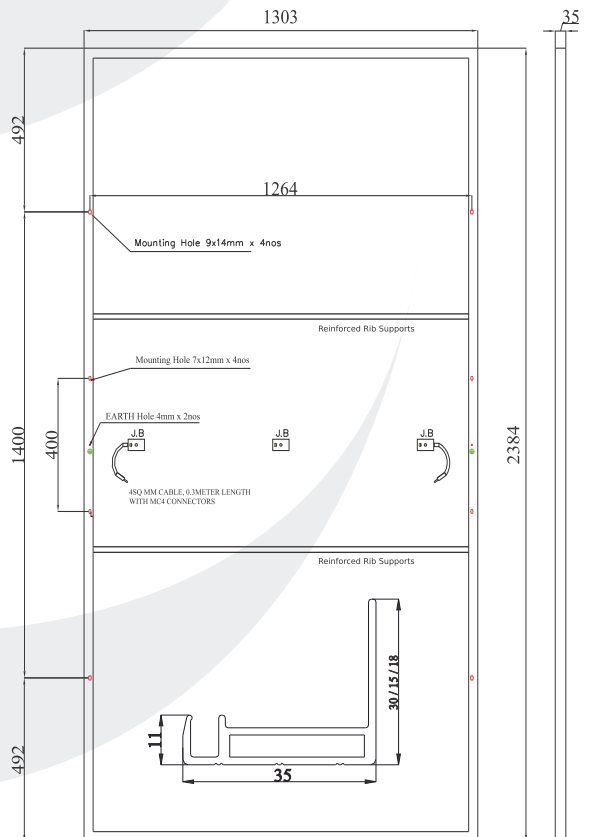 1303
35
492
1264
Mounting Hole 9x14mm x 4nos
Reinforced Rib Supports
Mounting Hole 7x12mm x 4nos
EARTH Hole 4mm x 2nos
1400
400
J.B
J.B
J.B
2384
4SQ MM CABLE, 0.3METER LENGTH
WITH MC4 CONNECTORS
Reinforced Rib Supports
30 / 15 / 18
11
35
492